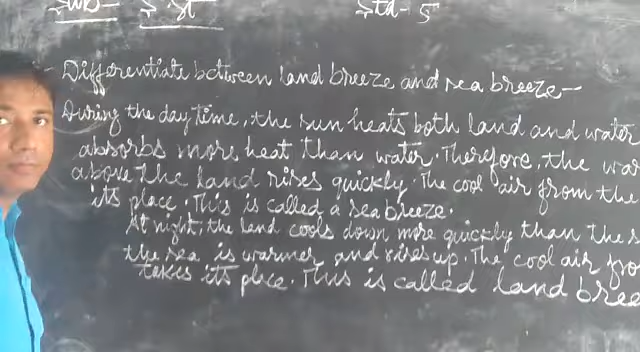 Sub- S.St Std- 5
Differentiate between land breeze and sea breeze-
During the day time, the sun heats both land and water
absorbs more heat than water. Therefore, the
above the land rises quickly. The cool air from the
its place. This is called a sea breeze.
At night, the land cools down more quickly than the
the sea is warmer and rises up. The cool air
takes its place. This is called land